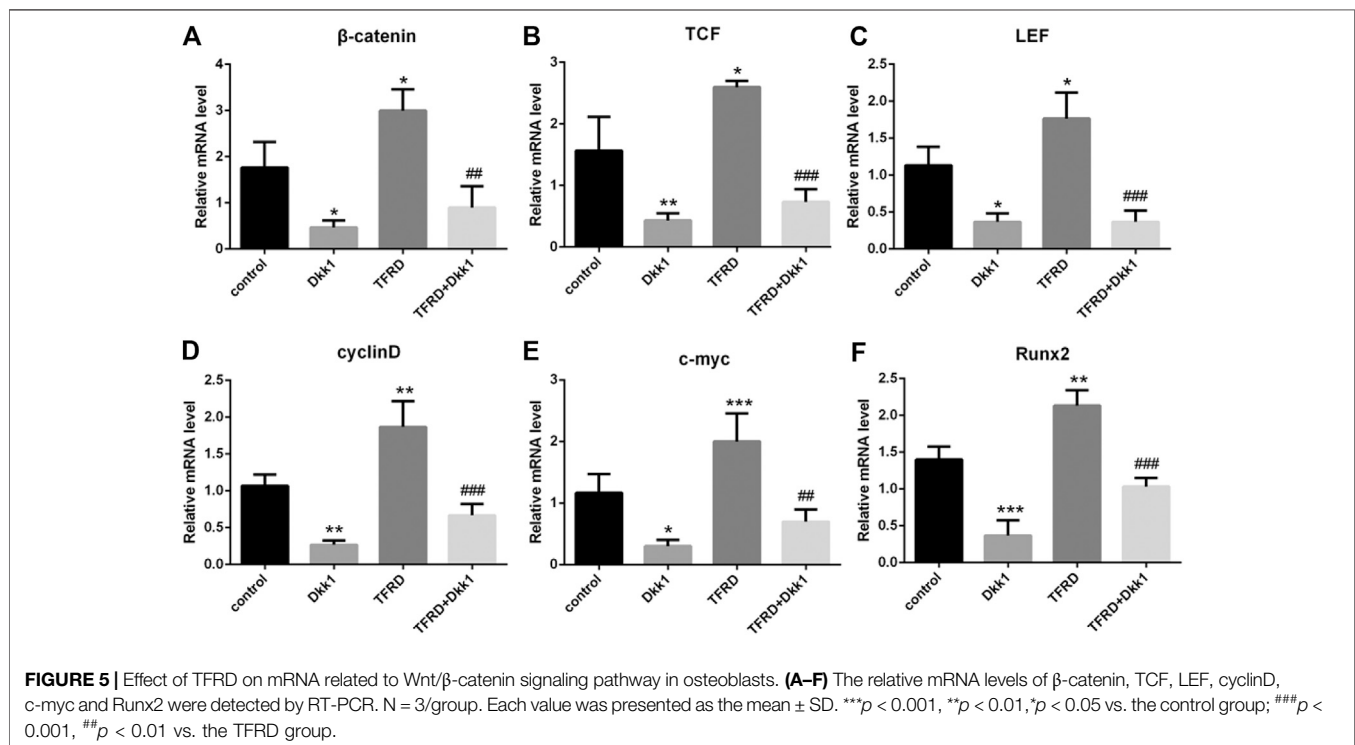 A
β-catenin
Relative mRNA level
4
3
2
1
0
*
*
##
control
Dkk1
TFRD
TFRD+Dkk1
B
TCF
Relative mRNA level
3
2
1
0
**
*
###
control
Dkk1
TFRD
TFRD+Dkk1
C
LEF
Relative mRNA level
2.5
2.0
1.5
1.0
0.5
0.0
*
*
###
control
Dkk1
TFRD
TFRD+Dkk1
D
cyclinD
Relative mRNA level
2.5
2.0
1.5
1.0
0.5
0.0
**
**
###
control
Dkk1
TFRD
TFRD+Dkk1
E
c-myc
Relative mRNA level
3
2
1
0
*
***
##
control
Dkk1
TFRD
TFRD+Dkk1
F
Runx2
Relative mRNA level
2.5
2.0
1.5
1.0
0.5
0.0
***
**
###
control
Dkk1
TFRD
TFRD+Dkk1
FIGURE 5 | Effect of TFRD on mRNA related to Wnt/β-catenin signaling pathway in osteoblasts. (A–F) The relative mRNA levels of β-catenin, TCF, LEF, cyclinD,
c-myc and Runx2 were detected by RT-PCR. N = 3/group. Each value was presented as the mean ± SD. ***p < 0.001, **p < 0.01,*p < 0.05 vs. the control group; ###p <
0.001, ##p < 0.01 vs. the TFRD group.